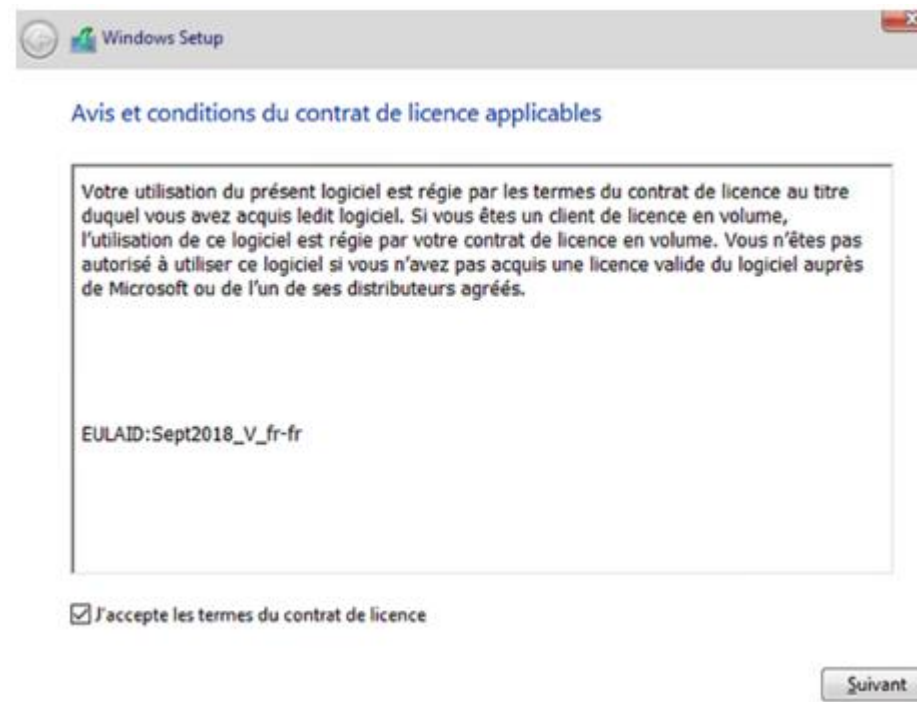 Windows Setup
Avis et conditions du contrat de licence applicables
Votre utilisation du présent logiciel est régie par les termes du contrat de licence au titre
duquel vous avez acquis ledit logiciel. Si vous êtes un client de licence en volume,
l'utilisation de ce logiciel est régie par votre contrat de licence en volume. Vous n'êtes pas
autorisé à utiliser ce logiciel si vous n'avez pas acquis une licence valide du logiciel auprès
de Microsoft ou de l'un de ses distributeurs agréés.
EULAID:Sept2018_V_fr-fr
J'accepte les termes du contrat de licence
Suivant